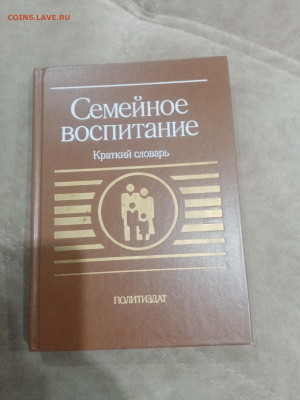 COINS.LAVE.RU
Семейное
воспитание
Краткий словарь
ПОЛИТИЗДАТ